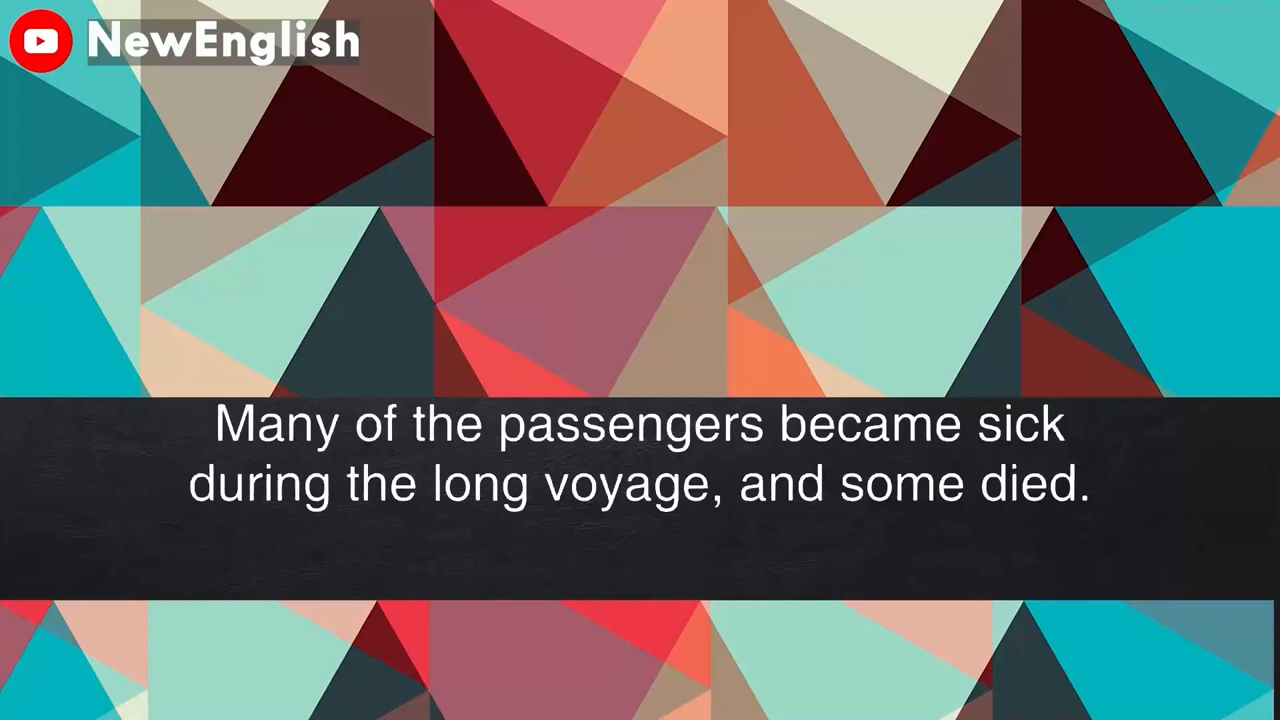 NewEnglish
Many of the passengers became sick
during the long voyage, and some died.